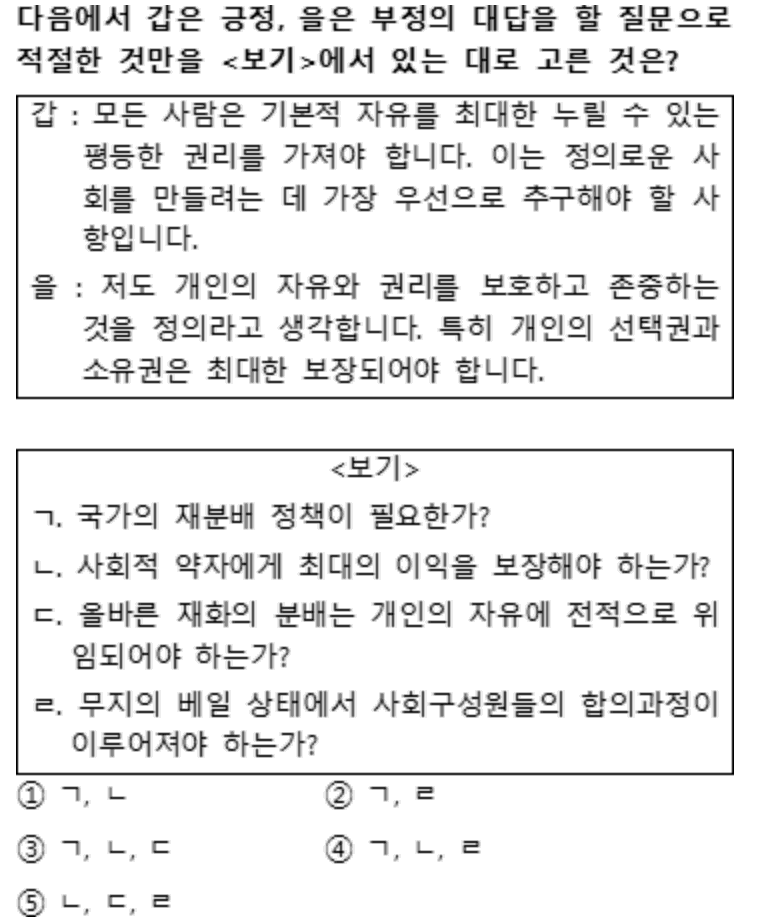 다음에서 갑은 긍정, 을은 부정의 대답을 할 질문으로
적절한 것만을 <보기>에서 있는 대로 고른 것은?
갑 : 모든 사람은 기본적 자유를 최대한 누릴 수 있는
평등한 권리를 가져야 합니다. 이는 정의로운 사
회를 만들려는 데 가장 우선으로 추구해야 할 사
항입니다.
을 : 저도 개인의 자유와 권리를 보호하고 존중하는
것을 정의라고 생각합니다. 특히 개인의 선택권과
소유권은 최대한 보장되어야 합니다.
<보기>
ㄱ. 국가의 재분배 정책이 필요한가?
ㄴ. 사회적 약자에게 최대의 이익을 보장해야 하는가?
ㄷ. 올바른 재화의 분배는 개인의 자유에 전적으로 위
임되어야 하는가?
ㄹ. 무지의 베일 상태에서 사회구성원들의 합의과정이
이루어져야 하는가?
① ㄱ, ㄴ ② ㄱ, ㄹ
③ ㄱ, ㄴ, ㄷ ④ ㄱ, ㄴ, ㄹ
⑤ ㄴ, ㄷ, ㄹ